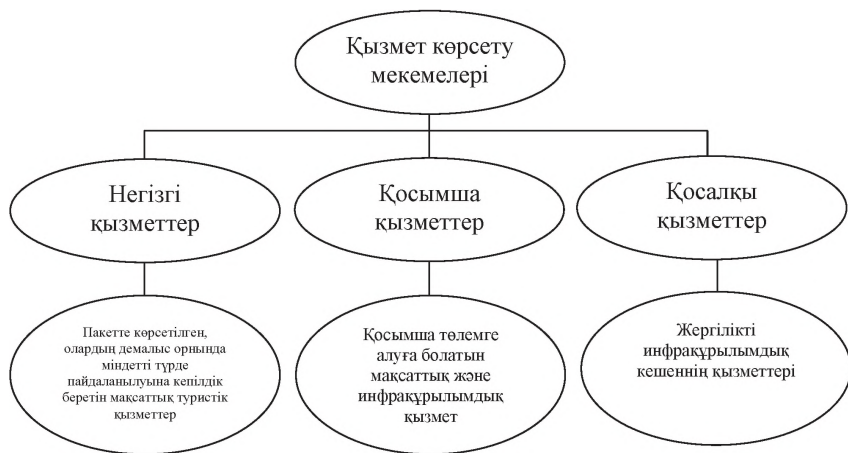 Қызмет көрсету
мекемелері
Негізгі
қызметтер
Қосымша
қызметтер
Қосалқы
қызметтер
Пакетте көрсетілген,
олардың демалыс орнында
міндетті түрде
пайдаланылуына кепілдік
беретін мақсаттық туристік
қызметтер
Қосымша төлемге
алуға болатын
мақсаттық және
инфрақұрылымдық
қызмет
Жергілікті
инфрақұрылымдық
кешеннің қызметтері